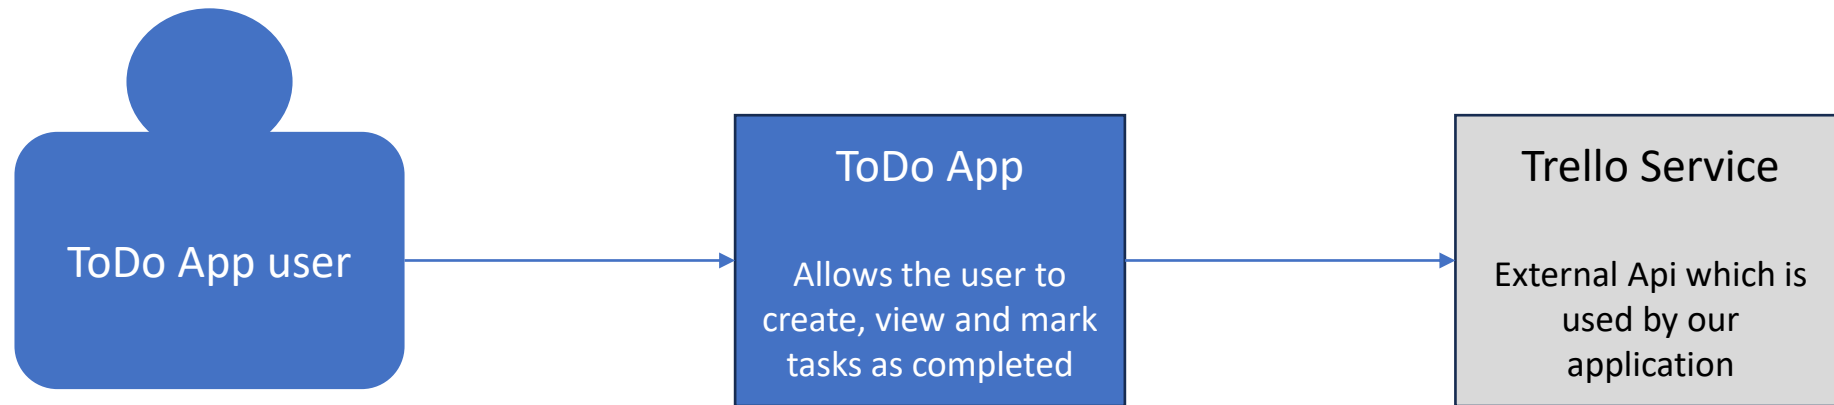 ToDo App user
ToDo App
Allows the user to
create, view and mark
tasks as completed
Trello Service
External Api which is
used by our
application